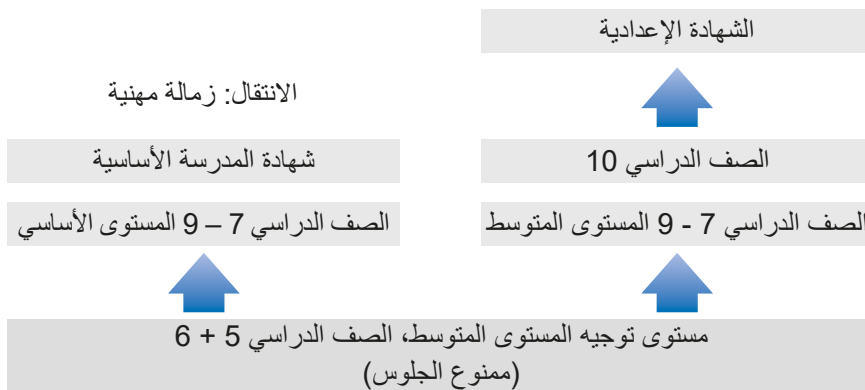 الشهادة الإعدادية
الانتقال: زمالة مهنية
الصف الدراسي 10
شهادة المدرسة الأساسية
الصف الدراسي 7 - 9 المستوى المتوسط
الصف الدراسي 7 – 9 المستوى الأساسي
مستوى توجيه المستوى المتوسط، الصف الدراسي 5 + 6
(ممنوع الجلوس)